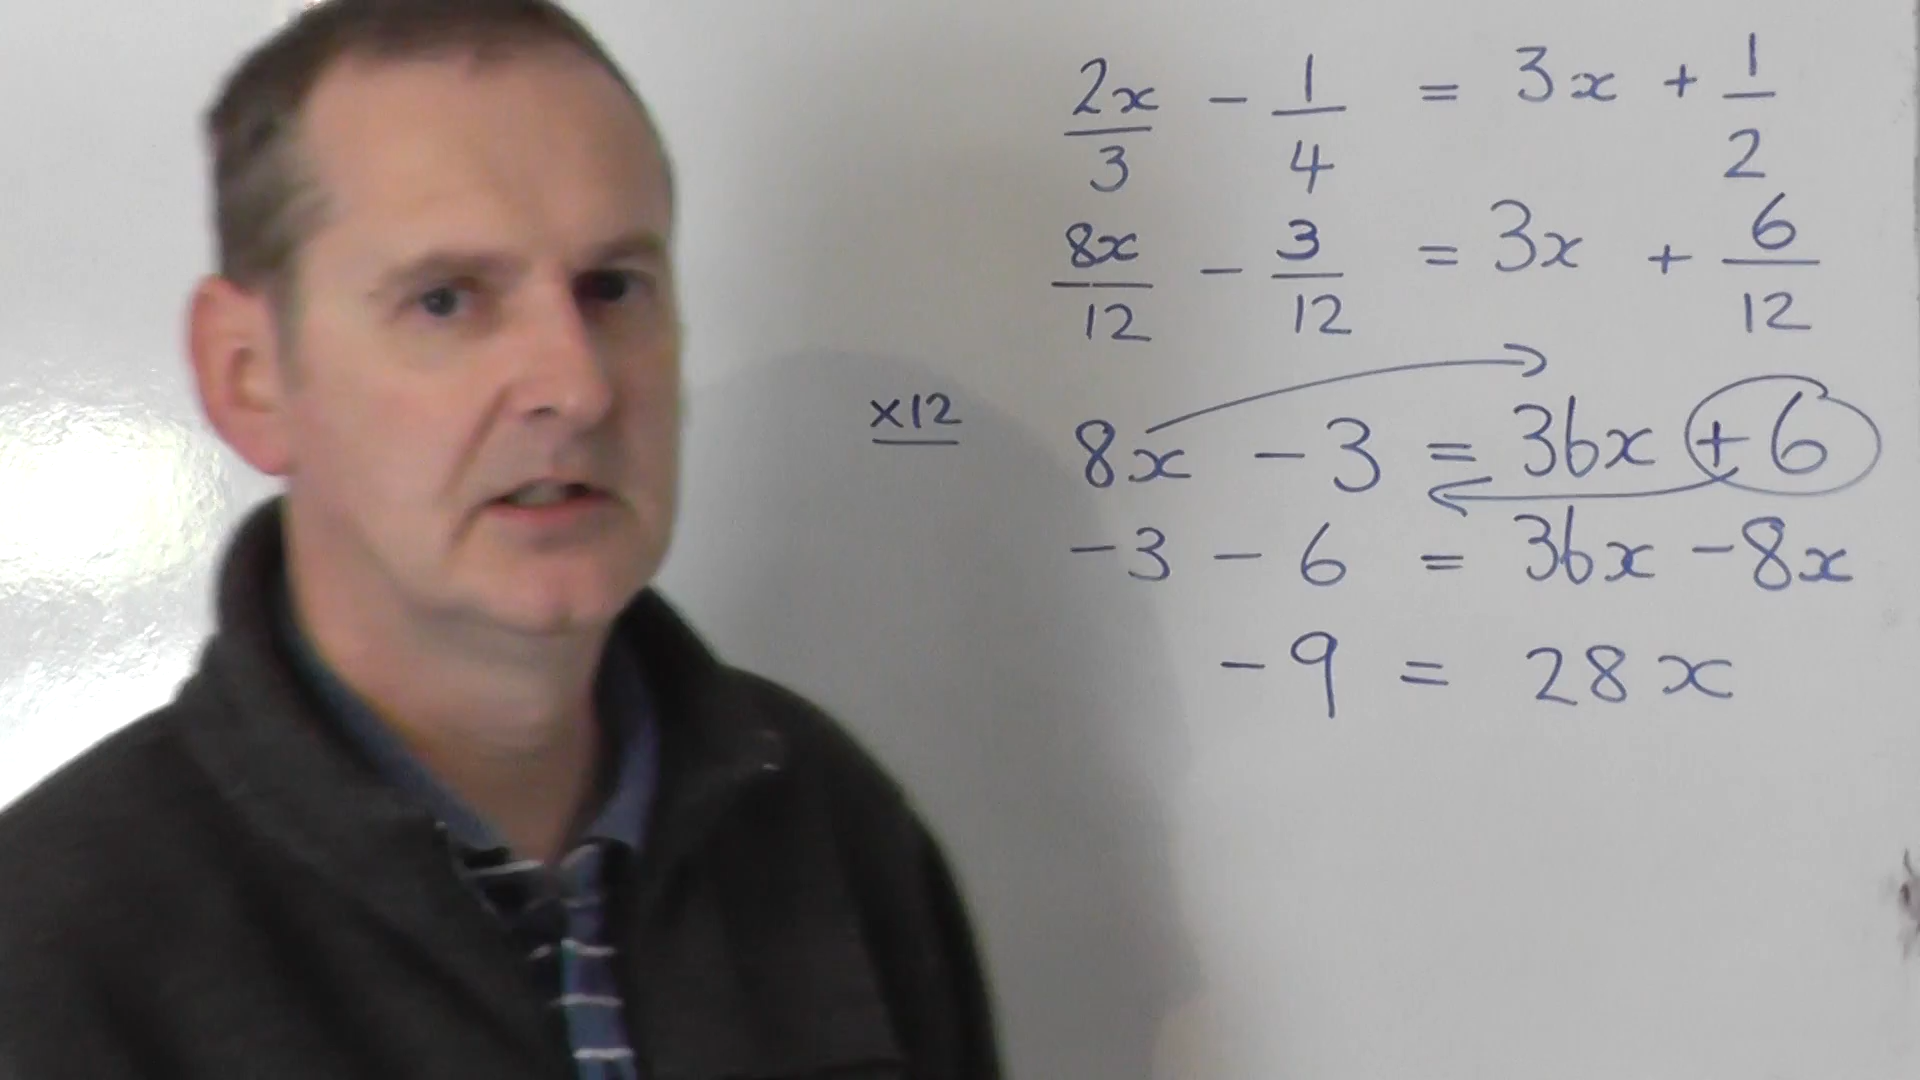 2x/3 - 1/4 = 3x + 1/2
8x/12 - 3/12 = 3x + 6/12
x12 8x - 3 = 36x + 6
-3 - 6 = 36x - 8x
-9 = 28x